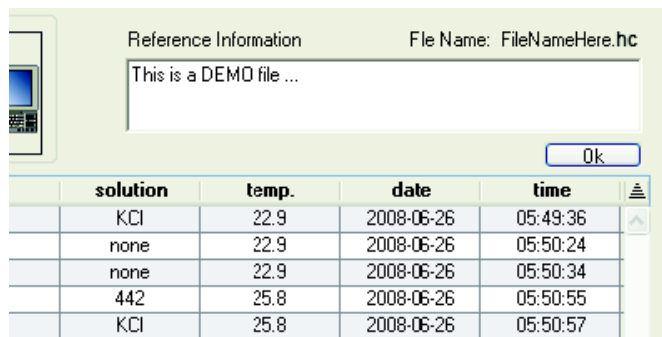 Reference Information Fle Name: FileNameHere.hc
This is a DEMO file ...
Ok
solution temp. date time
KCl 22.9 2008-06-26 05:49:36
none 22.9 2008-06-26 05:50:24
none 22.9 2008-06-26 05:50:34
442 25.8 2008-06-26 05:50:55
KCl 25.8 2008-06-26 05:50:57